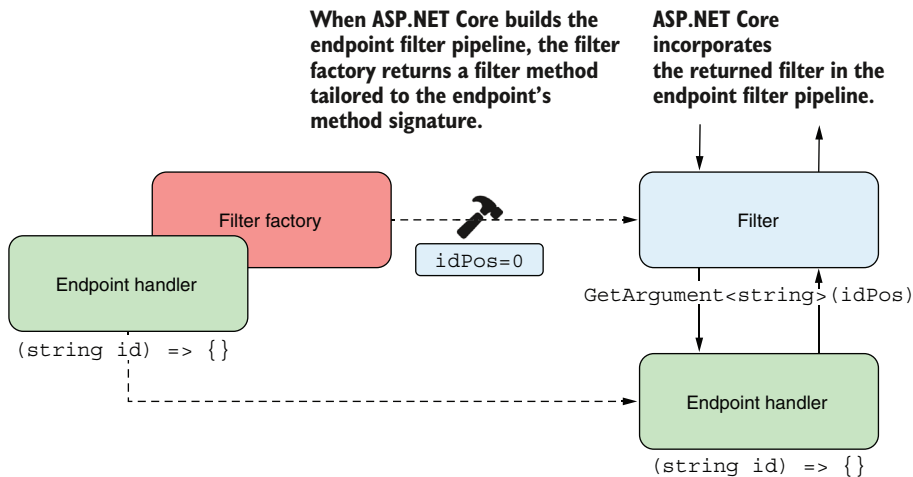 When ASP.NET Core builds the
endpoint filter pipeline, the filter
factory returns a filter method
tailored to the endpoint's
method signature.
ASP.NET Core
incorporates
the returned filter in the
endpoint filter pipeline.
Filter factory
Filter
idPos=0
Endpoint handler
GetArgument<string>(idPos)
(string id) => {}
Endpoint handler
(string id) => {}